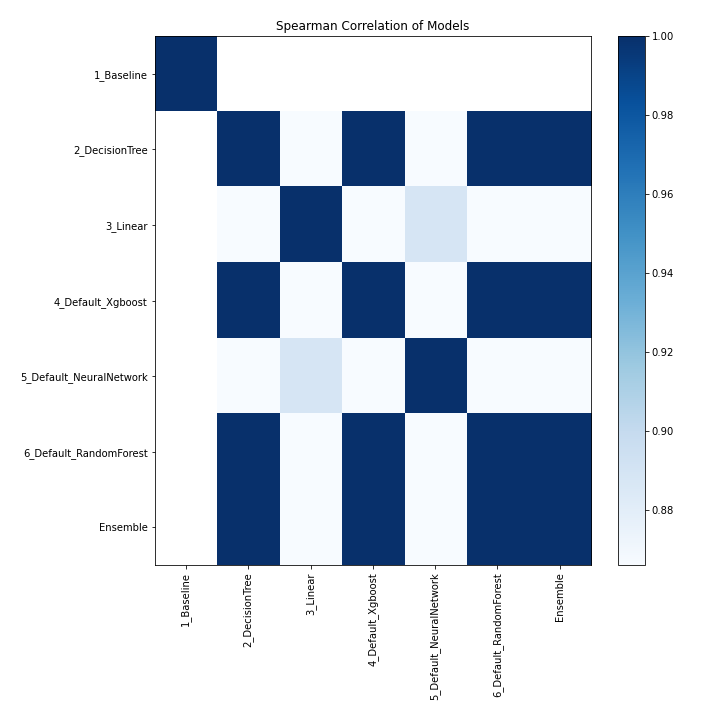 Spearman Correlation of Models
1_Baseline
2_DecisionTree
3_Linear
4_Default_Xgboost
5_Default_NeuralNetwork
6_Default_RandomForest
Ensemble
1_Baseline
2_DecisionTree
3_Linear
4_Default_Xgboost
5_Default_NeuralNetwork
6_Default_RandomForest
Ensemble
1.00
0.98
0.96
0.94
0.92
0.90
0.88